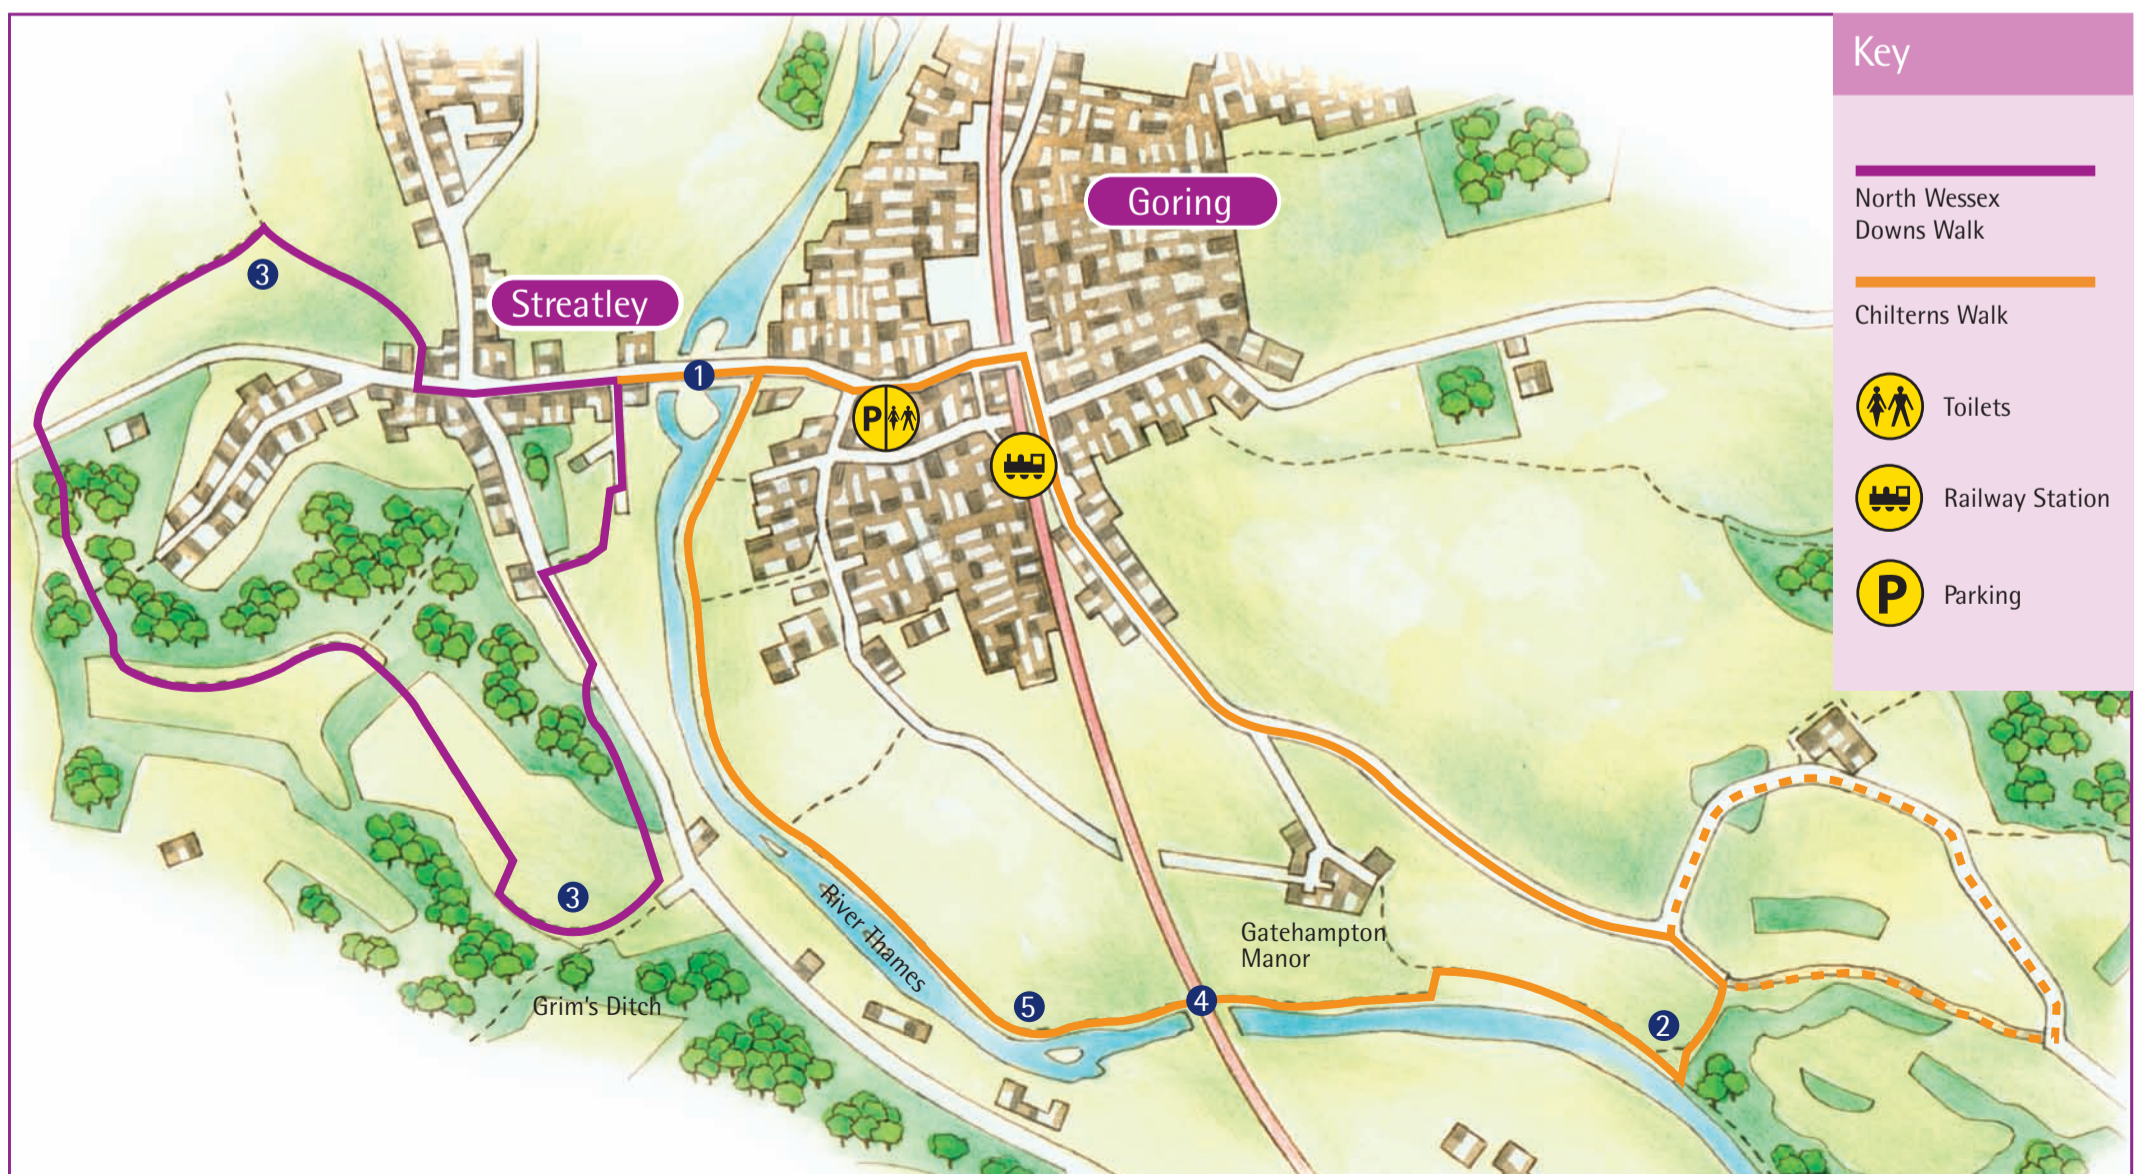 Key
North Wessex
Downs Walk
Chilterns Walk
Toilets
Railway Station
P
Parking
Goring
3
Streatley
1
P
3
River Thames
Gatehampton
Manor
Grim's Ditch
5
4
2